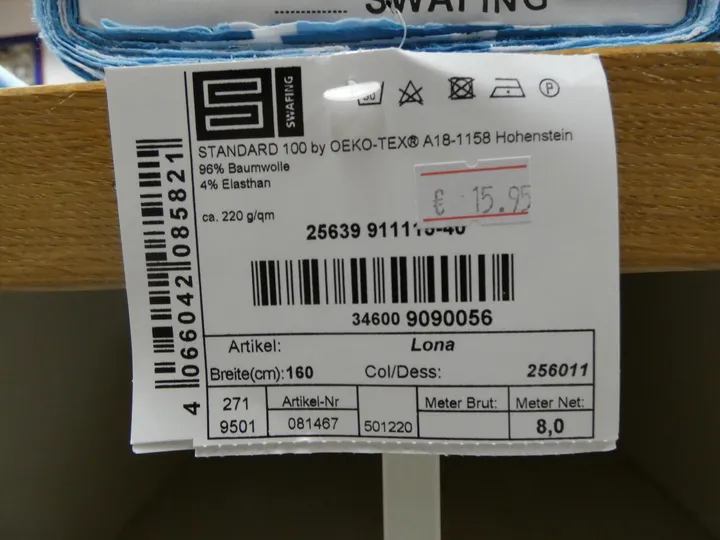 SWAFING
SWAFING
STANDARD 100 by OEKO-TEX® A18-1158 Hohenstein
96% Baumwolle
4% Elasthan
ca. 220 g/qm
€ 15.95
25639
34600 9090056
4 066042 085821
Artikel: Lona
Breite(cm):160 Col/Dess: 256011
271 Artikel-Nr Meter Brut: Meter Net:
9501 081467 501220 8,0
P